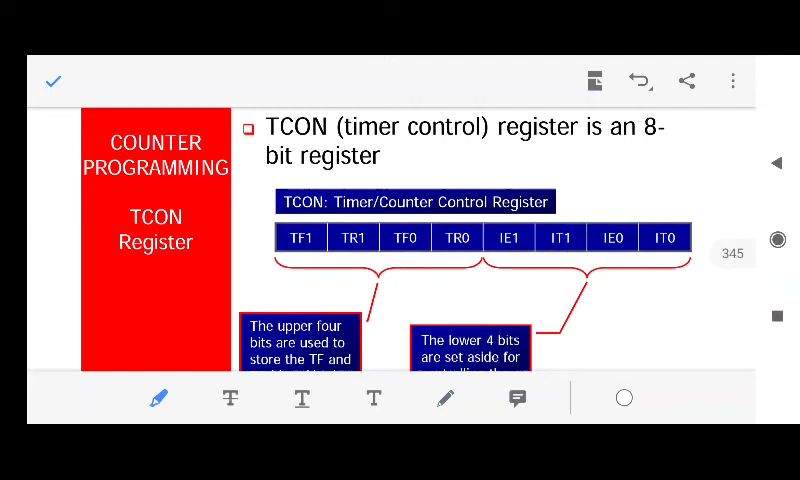 COUNTER
PROGRAMMING
TCON
Register
TCON (timer control) register is an 8-
bit register
TCON: Timer/Counter Control Register
TF1 TR1 TF0 TR0 IE1 IT1 IE0 IT0
345
The upper four
bits are used to
store the TF and
The lower 4 bits
are set aside for